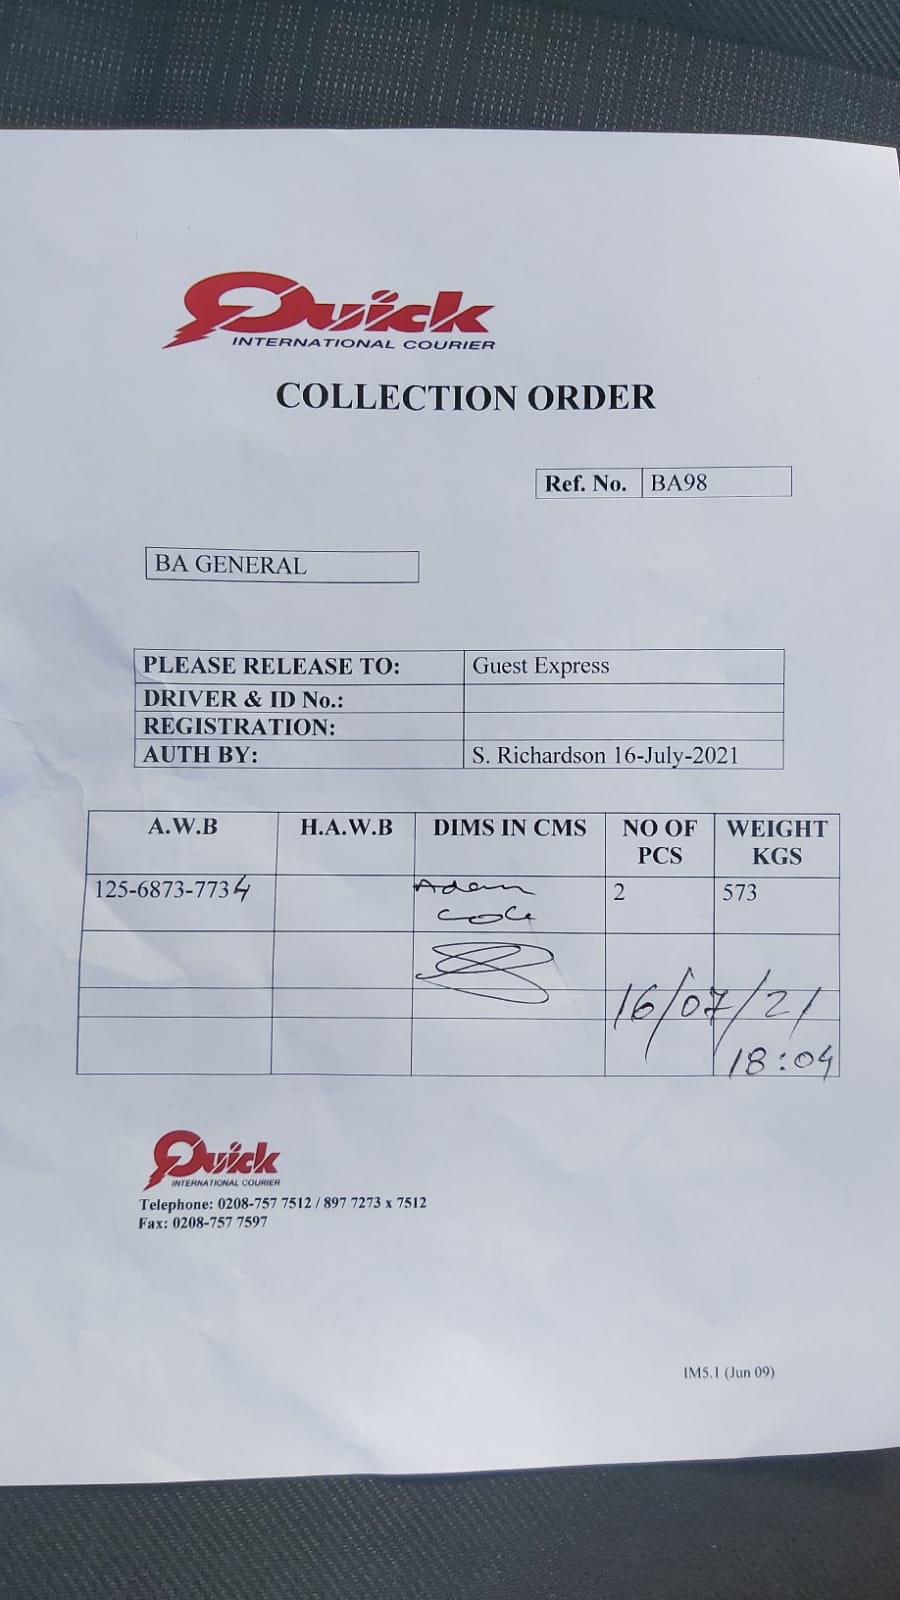 Quick
INTERNATIONAL COURIER
COLLECTION ORDER
Ref. No. BA98
BA GENERAL
PLEASE RELEASE TO: Guest Express
DRIVER & ID No.:
REGISTRATION:
AUTH BY: S. Richardson 16-July-2021
A.W.B H.A.W.B DIMS IN CMS NO OF PCS WEIGHT KGS
125-6873-7734 Adam 2 573
Cole
16/07/21
18:04
Quick
INTERNATIONAL COURIER
Telephone: 0208-757 7512 / 897 7273 x 7512
Fax: 0208-757 7597
IM5.1 (Jun 09)